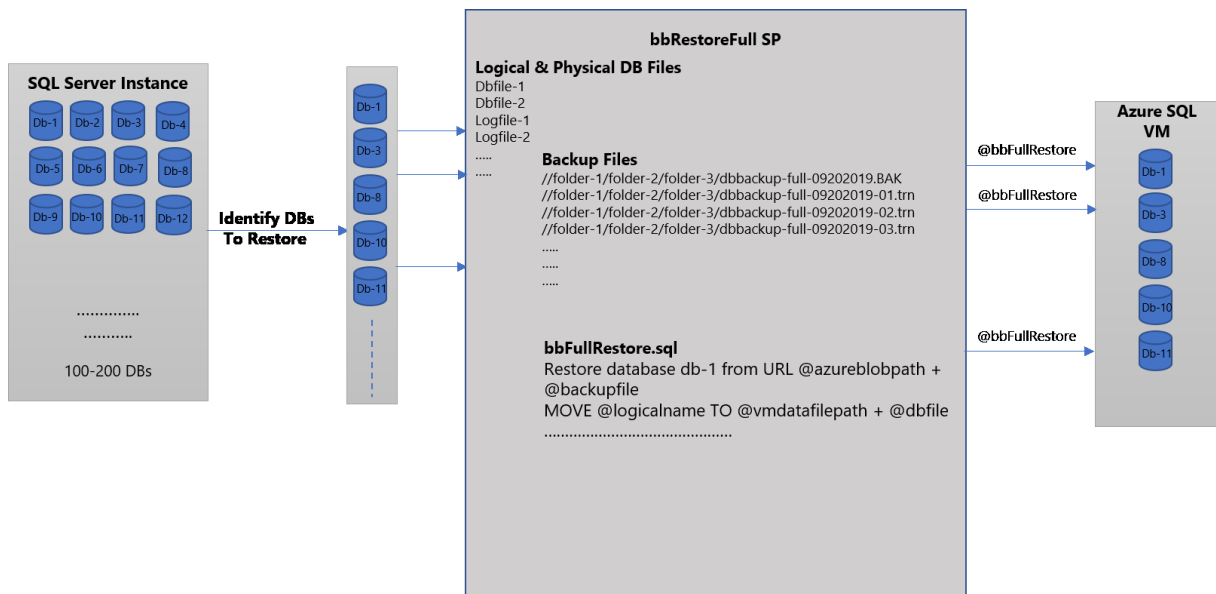 SQL Server Instance
Db-1
Db-2
Db-3
Db-4
Db-5
Db-6
Db-7
Db-8
Db-9
Db-10
Db-11
Db-12
..............
...........
100-200 DBs
Identify DBs
To Restore
Db-1
Db-3
Db-8
Db-10
Db-11
bbRestoreFull SP
Logical & Physical DB Files
Dbfile-1
Dbfile-2
Logfile-1
Logfile-2
.....
.....
Backup Files
//folder-1/folder-2/folder-3/dbbackup-full-09202019.BAK
//folder-1/folder-2/folder-3/dbbackup-full-09202019-01.trn
//folder-1/folder-2/folder-3/dbbackup-full-09202019-02.trn
//folder-1/folder-2/folder-3/dbbackup-full-09202019-03.trn
.....
.....
.....
bbFullRestore.sql
Restore database db-1 from URL @azureblobpath +
@backupfile
MOVE @logicalname TO @vmdatafilepath + @dbfile
.............................................
@bbFullRestore
@bbFullRestore
@bbFullRestore
Azure SQL
VM
Db-1
Db-3
Db-8
Db-10
Db-11